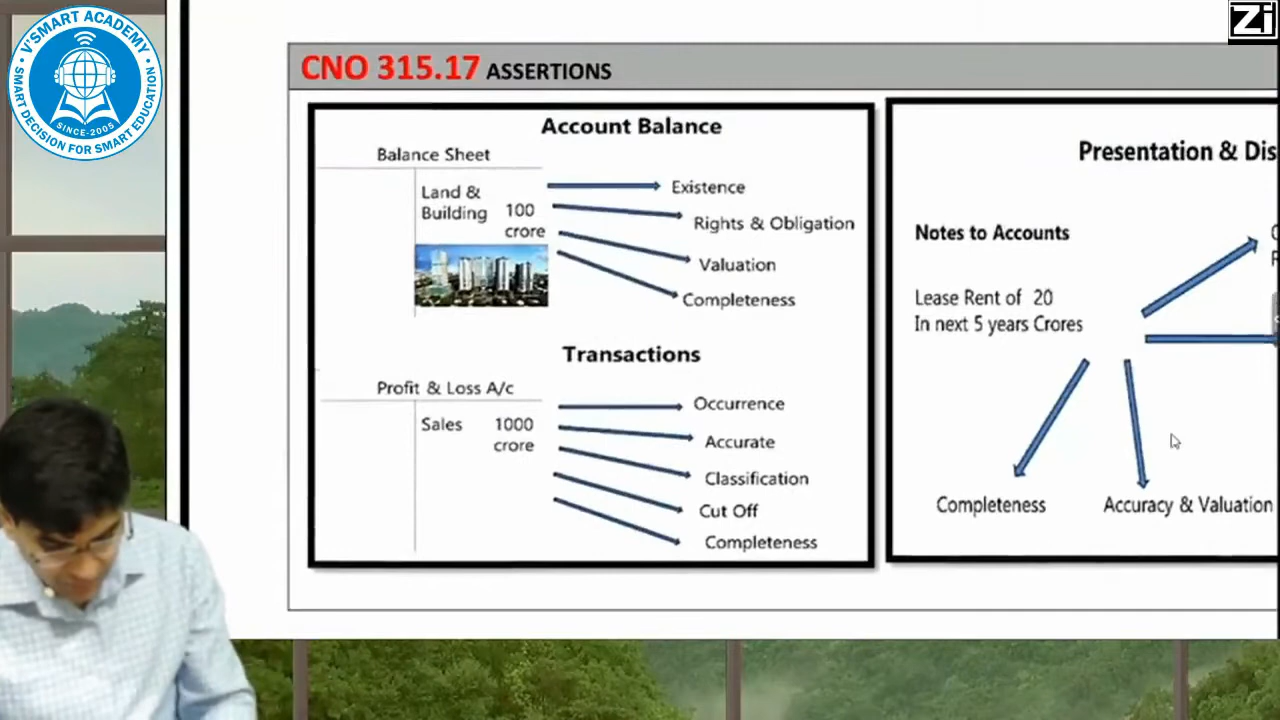 V'SMART ACADEMY
SMART DECISION FOR SMART EDUCATION
SINCE-2005
Zi
CNO 315.17 ASSERTIONS
Account Balance
Balance Sheet
Land &
Building 100
crore
Existence
Rights & Obligation
Valuation
Completeness
Transactions
Profit & Loss A/c
Sales 1000
crore
Occurrence
Accurate
Classification
Cut Off
Completeness
Presentation & Dis
Notes to Accounts
Lease Rent of 20
In next 5 years Crores
Completeness
Accuracy & Valuation